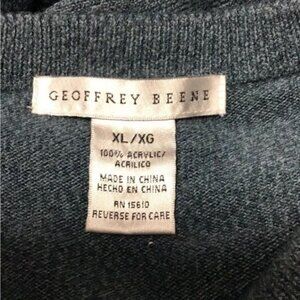 GEOFFREY BEENE
XL/XG
100% ACRYLIC/
ACRILICO
MADE IN CHINA
HECHO EN CHINA
RN 15610
REVERSE FOR CARE